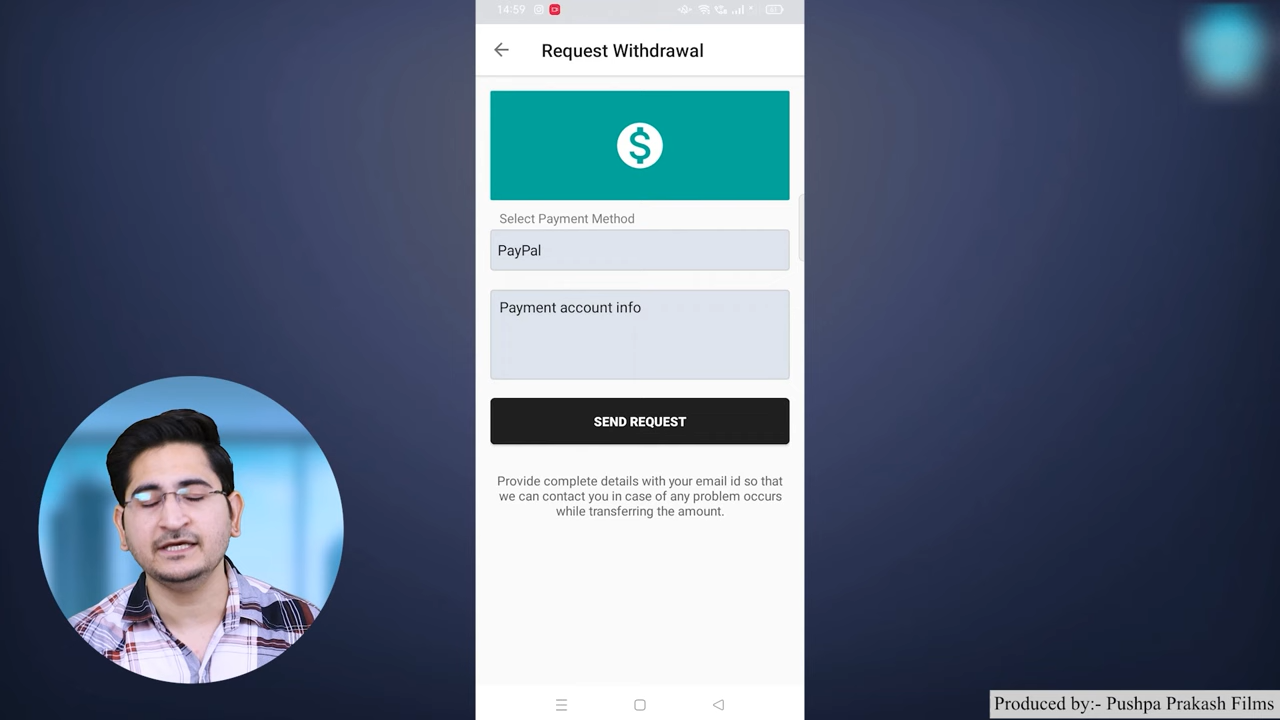 14:59
Request Withdrawal
Select Payment Method
PayPal
Payment account info
SEND REQUEST
Provide complete details with your email id so that
we can contact you in case of any problem occurs
while transferring the amount.
Produced by:- Pushpa Prakash Films